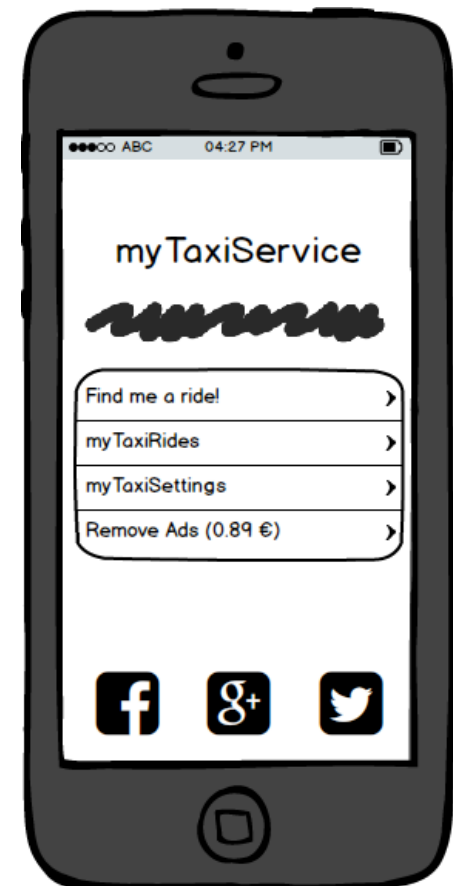 ABC 04:27 PM
myTaxiService
Find me a ride!
myTaxiRides
myTaxiSettings
Remove Ads (0.89 €)
f g+